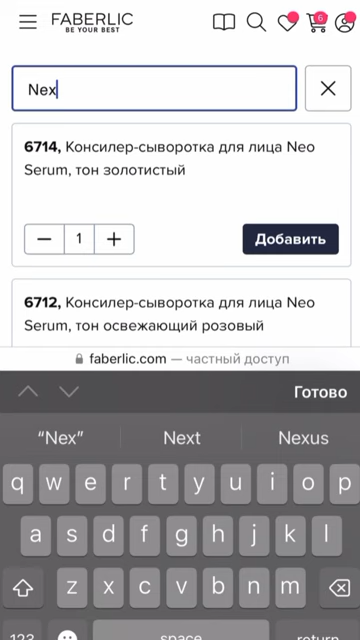 FABERLIC
BE YOUR BEST
6
Nex
6714, Консилер-сыворотка для лица Neo
Serum, тон золотистый
1
Добавить
6712, Консилер-сыворотка для лица Neo
Serum, тон освежающий розовый
faberlic.com — частный доступ
Готово
“Nex” Next Nexus
q w e r t y u i o p
a s d f g h j k l
z x c v b n m
123 space return